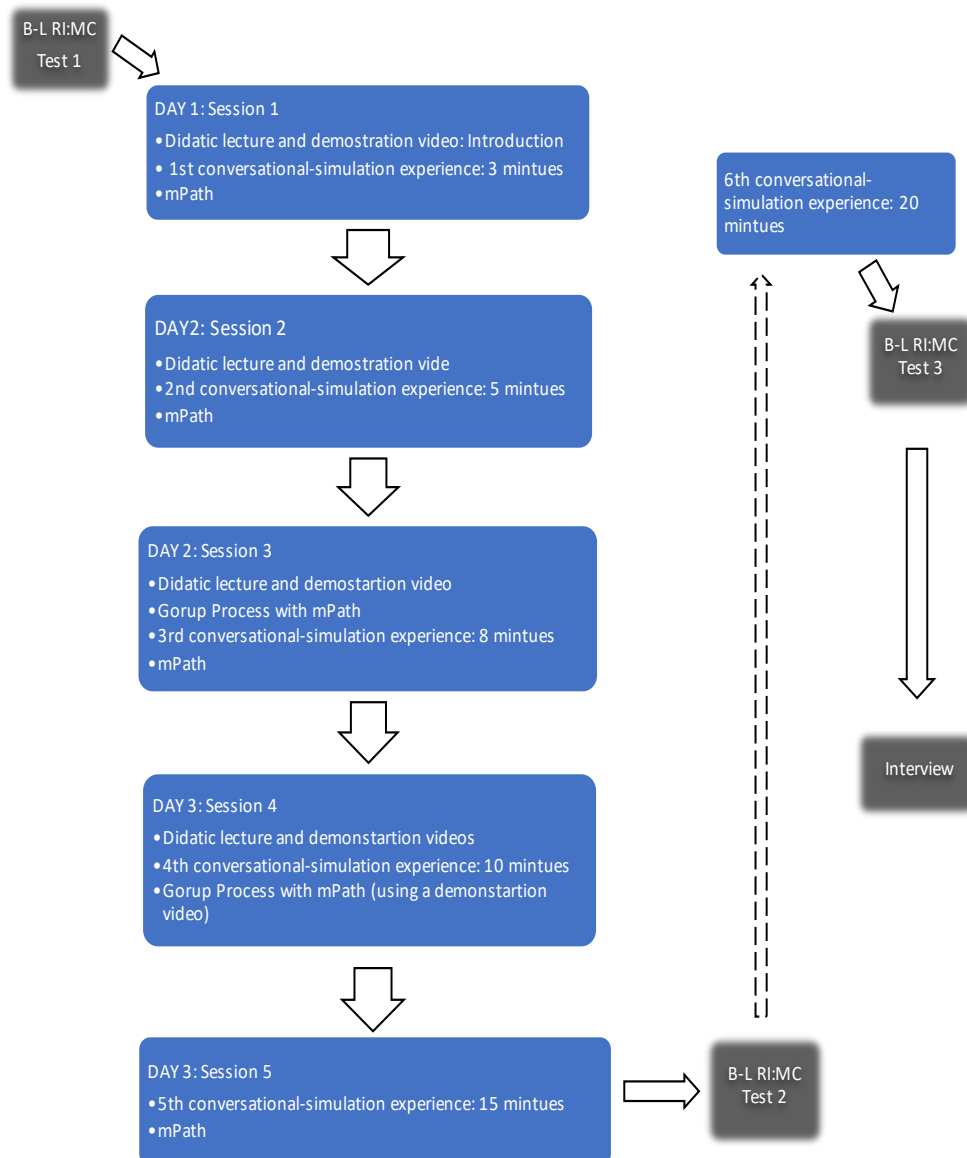 B-L RI:MC
Test 1
DAY 1: Session 1
•Didatic lecture and demostration video: Introduction
• 1st conversational-simulation experience: 3 mintues
•mPath
DAY2: Session 2
•Didatic lecture and demostration vide
•2nd conversational-simulation experience: 5 mintues
•mPath
DAY 2: Session 3
•Didatic lecture and demostartion video
•Gorup Process with mPath
•3rd conversational-simulation experience: 8 mintues
•mPath
DAY 3: Session 4
•Didatic lecture and demonstartion videos
•4th conversational-simulation experience: 10 mintues
•Gorup Process with mPath (using a demonstartion
video)
DAY 3: Session 5
•5th conversational-simulation experience: 15 mintues
•mPath
B-L RI:MC
Test 2
6th conversational-
simulation experience: 20
mintues
B-L RI:MC
Test 3
Interview